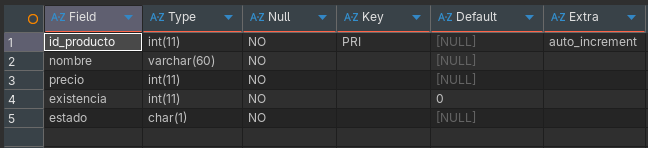 A-Z Field A-Z Type A-Z Null A-Z Key A-Z Default A-Z Extra
1 id_producto int(11) NO PRI [NULL] auto_increment
2 nombre varchar(60) NO [NULL]
3 precio int(11) NO [NULL]
4 existencia int(11) NO 0
5 estado char(1) NO [NULL]